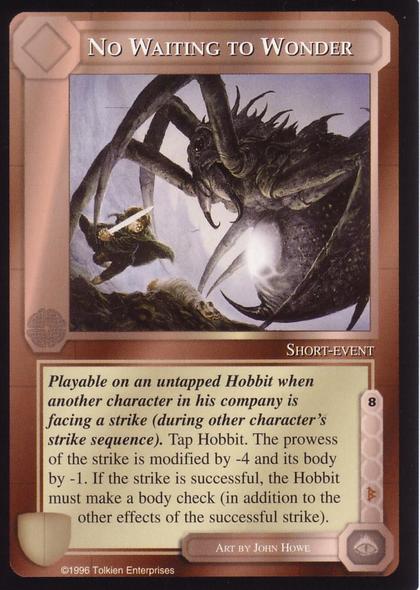 No Waiting to Wonder
Short-event
Playable on an untapped Hobbit when
another character in his company is
facing a strike (during other character's
strike sequence). Tap Hobbit. The prowess
of the strike is modified by -4 and its body
by -1. If the strike is successful, the Hobbit
must make a body check (in addition to the
other effects of the successful strike).
8
Art by John Howe
©1996 Tolkien Enterprises